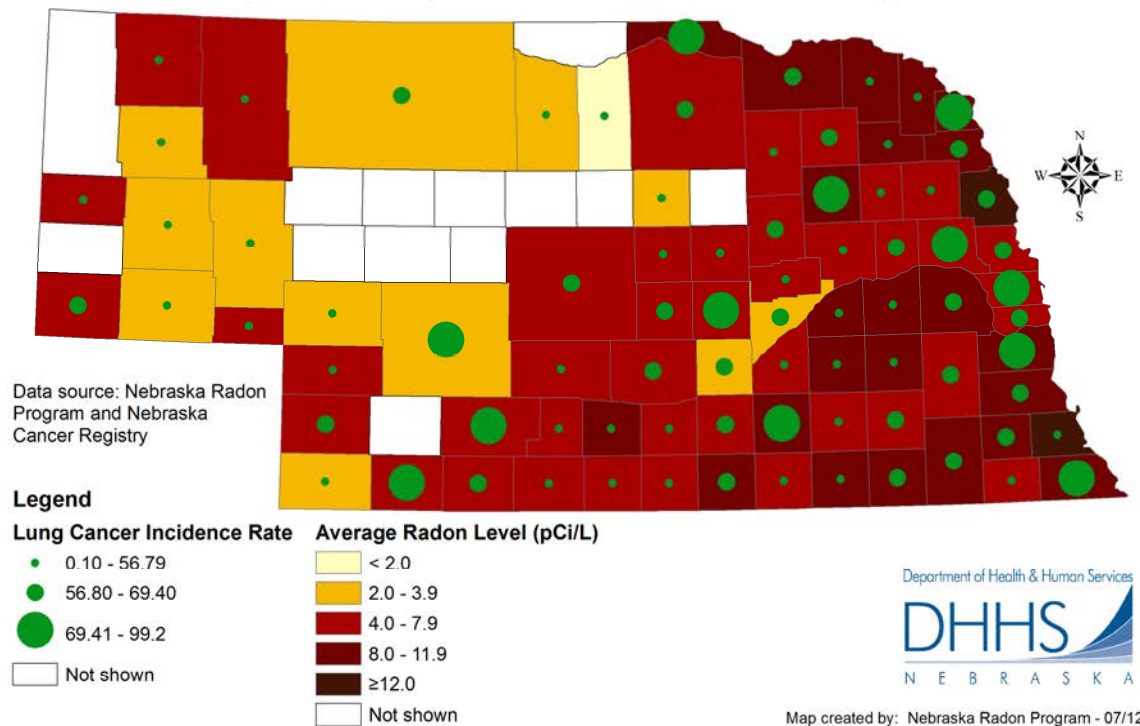 N
W E
S
Data source: Nebraska Radon
Program and Nebraska
Cancer Registry
Legend
Lung Cancer Incidence Rate
0.10 - 56.79
56.80 - 69.40
69.41 - 99.2
Not shown
Average Radon Level (pCi/L)
< 2.0
2.0 - 3.9
4.0 - 7.9
8.0 - 11.9
≥12.0
Not shown
Department of Health & Human Services
DHHS
NEBRASKA
Map created by: Nebraska Radon Program - 07/12